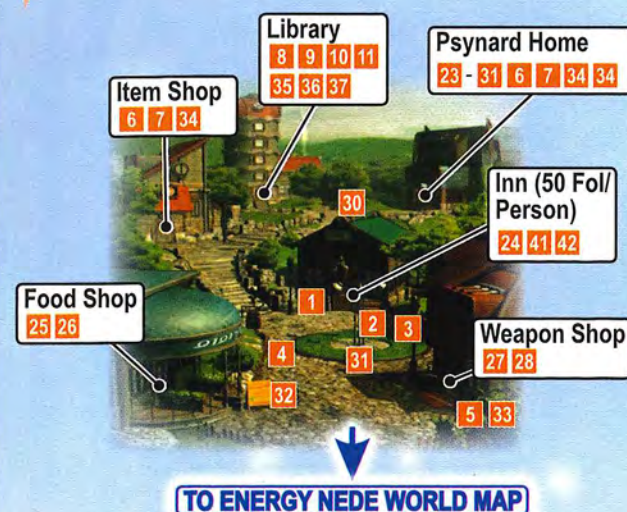 Library
8 9 10 11
35 36 37
Psynard Home
23 - 31 6 7 34 34
Item Shop
6 7 34
Inn (50 Fol/
Person)
24 41 42
30
1
2
3
Food Shop
25 26
Weapon Shop
27 28
4
31
32
5 33
TO ENERGY NEDE WORLD MAP